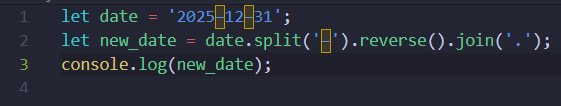 1 let date = '2025–12–31';
2 let new_date = date.split('–').reverse().join('.');
3 console.log(new_date);
4